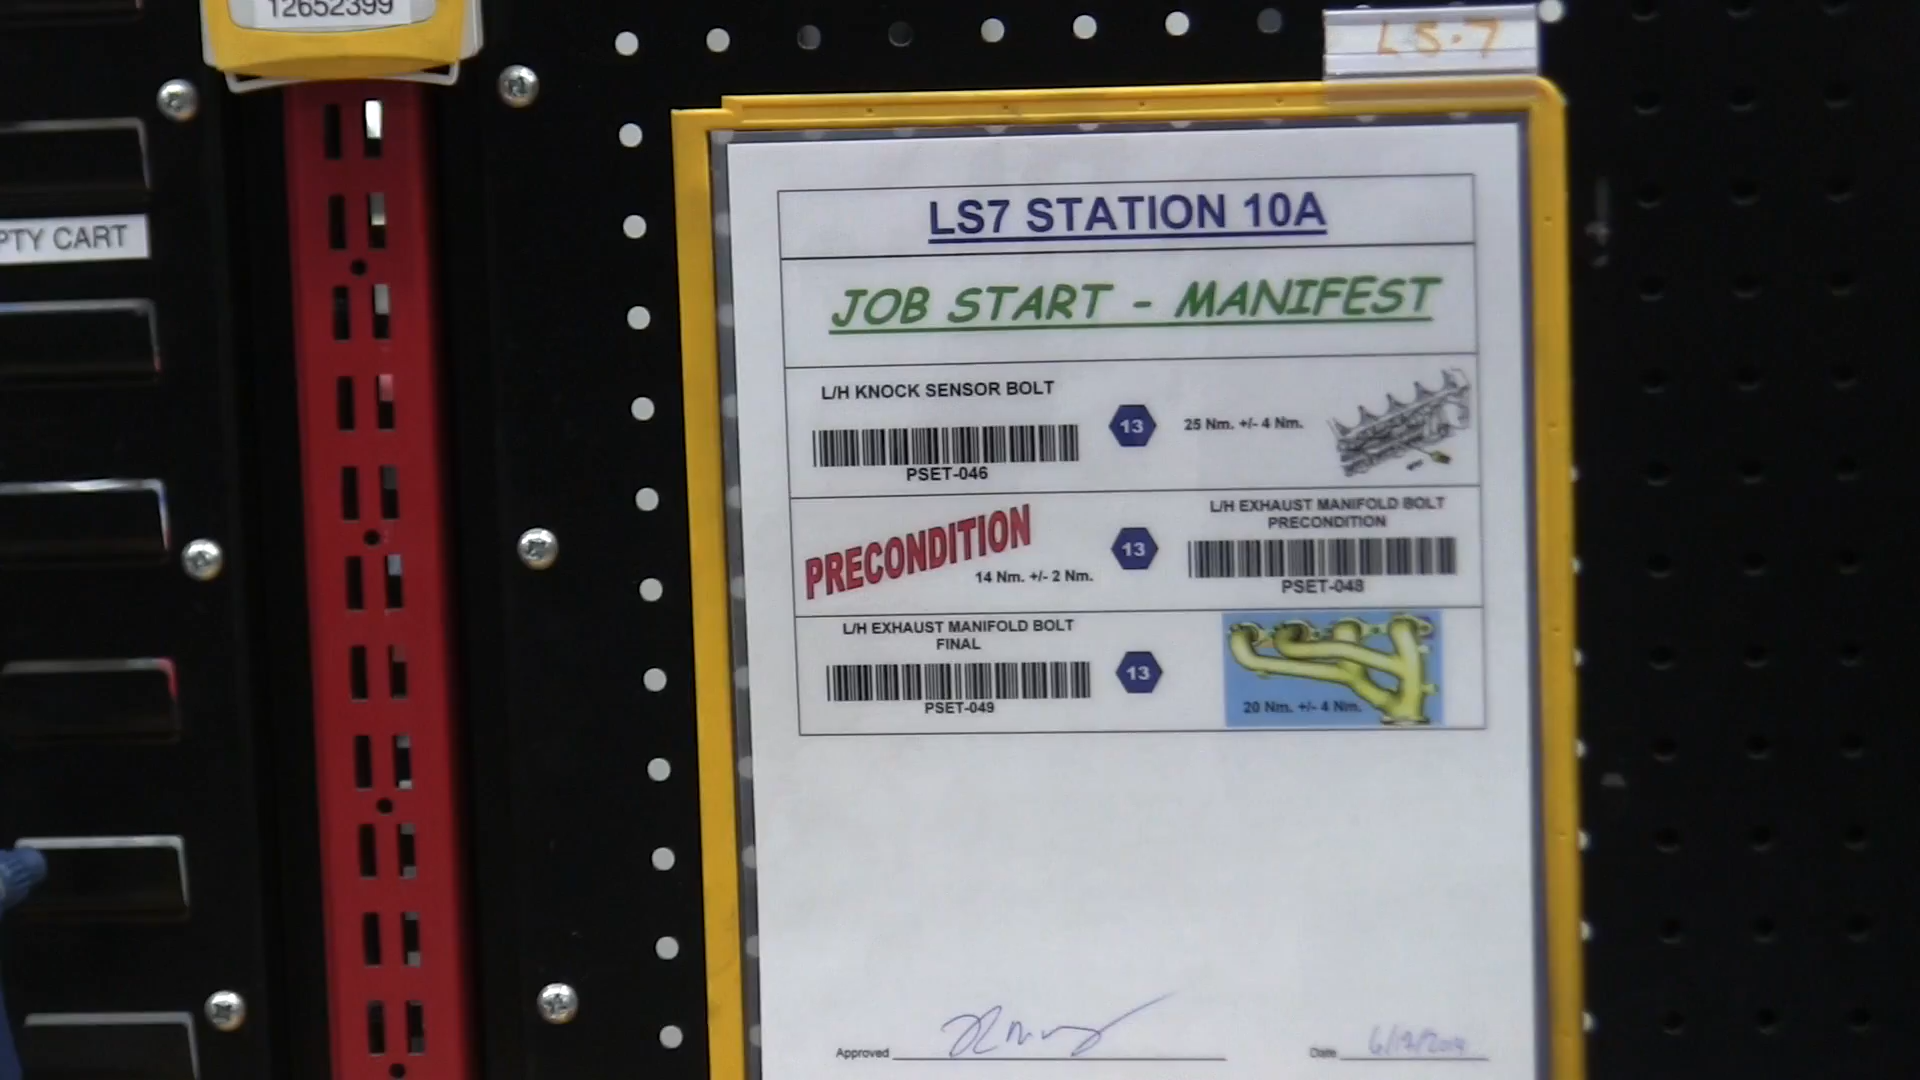 12652399
PTY CART
LS-7
LS7 STATION 10A
JOB START - MANIFEST
L/H KNOCK SENSOR BOLT
PSET-046
13
25 Nm. +/- 4 Nm.
PRECONDITION
14 Nm. +/- 2 Nm.
13
L/H EXHAUST MANIFOLD BOLT
PRECONDITION
PSET-048
L/H EXHAUST MANIFOLD BOLT
FINAL
PSET-049
13
20 Nm. +/- 4 Nm.
Approved
Date